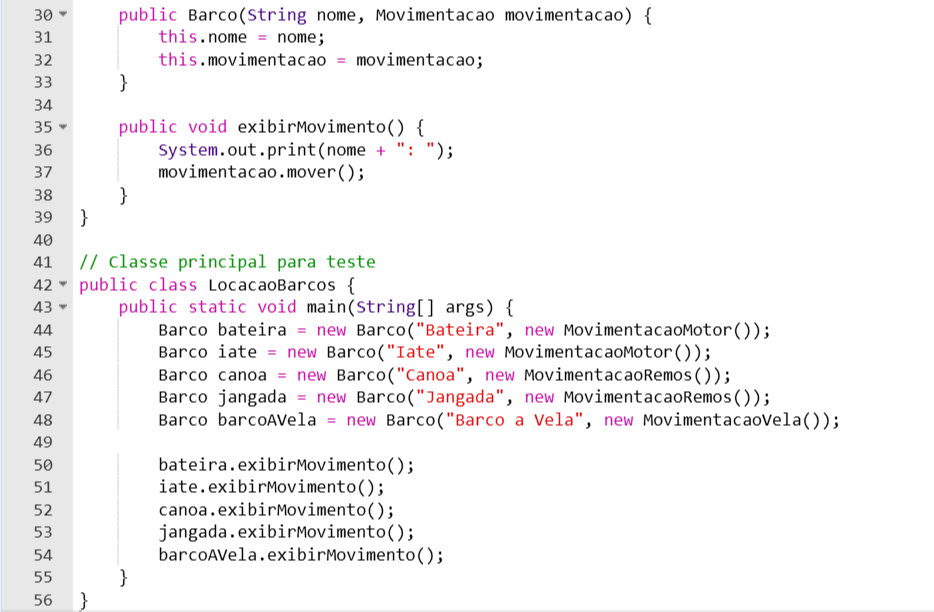 30     public Barco(String nome, Movimentacao movimentacao) {
31         this.nome = nome;
32         this.movimentacao = movimentacao;
33     }
34
35     public void exibirMovimento() {
36         System.out.print(nome + ": ");
37         movimentacao.mover();
38     }
39 }
40
41 // Classe principal para teste
42 public class LocacaoBarcos {
43     public static void main(String[] args) {
44         Barco bateira = new Barco("Bateira", new MovimentacaoMotor());
45         Barco iate = new Barco("Iate", new MovimentacaoMotor());
46         Barco canoa = new Barco("Canoa", new MovimentacaoRemos());
47         Barco jangada = new Barco("Jangada", new MovimentacaoRemos());
48         Barco barcoAVela = new Barco("Barco a Vela", new MovimentacaoVela());
49
50         bateira.exibirMovimento();
51         iate.exibirMovimento();
52         canoa.exibirMovimento();
53         jangada.exibirMovimento();
54         barcoAVela.exibirMovimento();
55     }
56 }